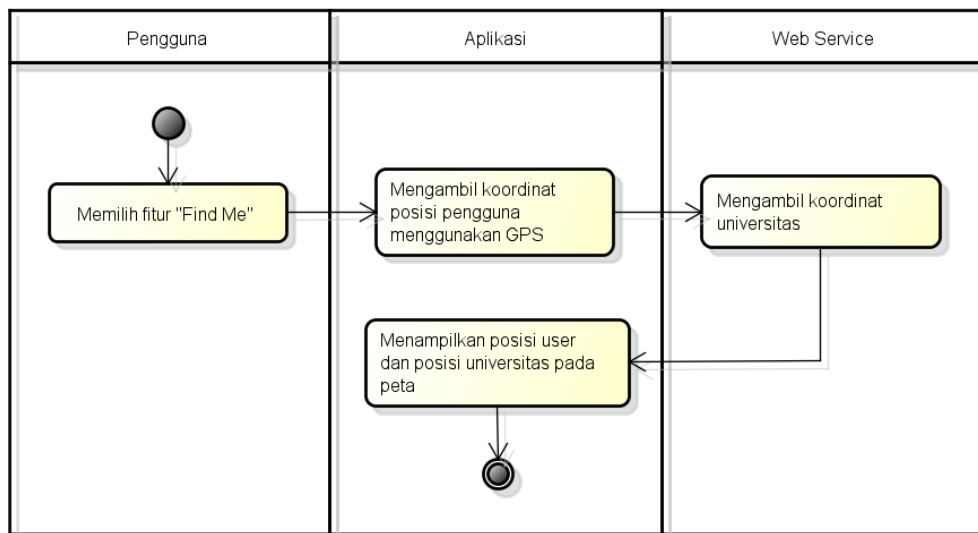 Pengguna
Aplikasi
Web Service
Memilih fitur "Find Me"
Mengambil koordinat
posisi pengguna
menggunakan GPS
Mengambil koordinat
universitas
Menampilkan posisi user
dan posisi universitas pada
peta